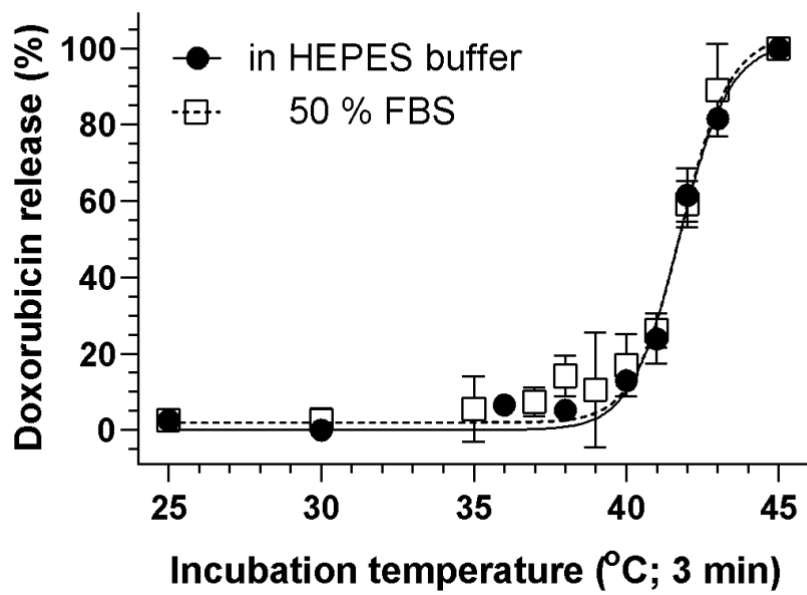 Doxorubicin release (%)
100
80
60
40
20
0
in HEPES buffer
50 % FBS
25
30
35
40
45
Incubation temperature (°C; 3 min)